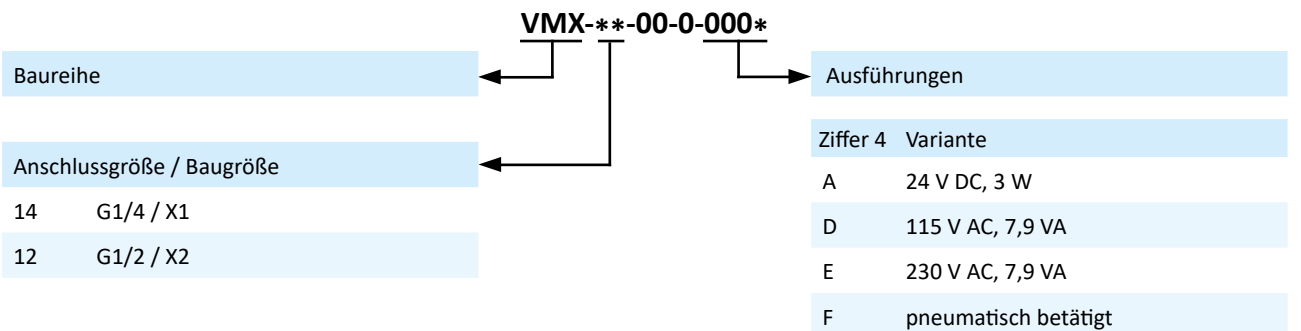 VMX-**-00-0-000*
Baureihe
Anschlussgröße / Baugröße
14 G1/4 / X1
12 G1/2 / X2
Ausführungen
Ziffer 4 Variante
A 24 V DC, 3 W
D 115 V AC, 7,9 VA
E 230 V AC, 7,9 VA
F pneumatisch betätigt